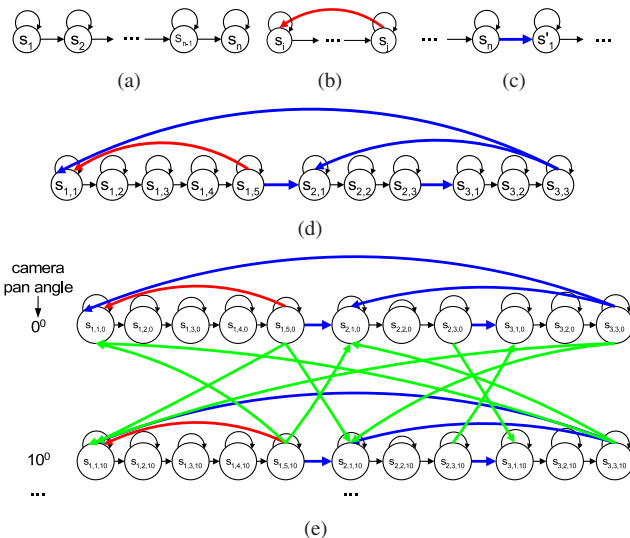 S1 S2 ... Sn-1 Sn
Si ... Sj
... Sn S'1 ...
(a) (b) (c)
S1,1 S1,2 S1,3 S1,4 S1,5 S2,1 S2,2 S2,3 S3,1 S3,2 S3,3
(d)
camera
pan angle
0⁰ S1,1,0 S1,2,0 S1,3,0 S1,4,0 S1,5,0 S2,1,0 S2,2,0 S2,3,0 S3,1,0 S3,2,0 S3,3,0
10⁰ S1,1,10 S1,2,10 S1,3,10 S1,4,10 S1,5,10 S2,1,10 S2,2,10 S2,3,10 S3,1,10 S3,2,10 S3,3,10
... ...
(e)